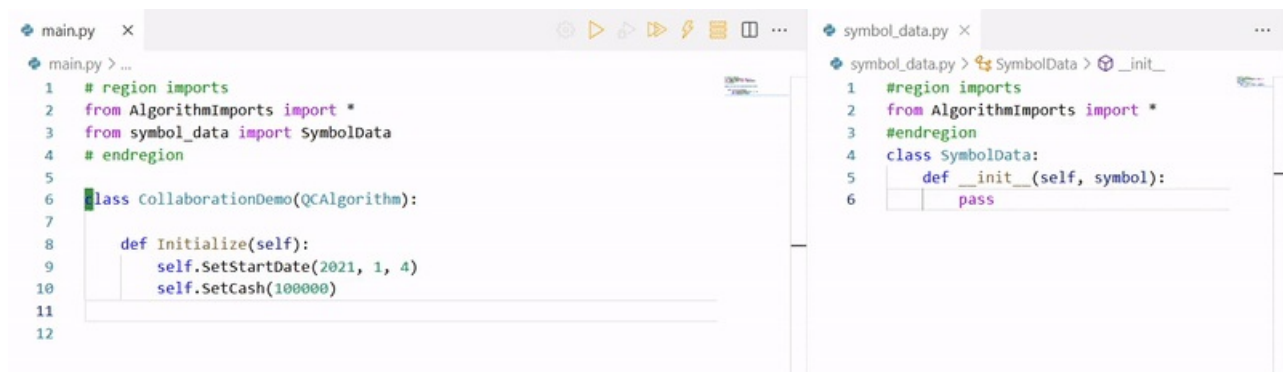 main.py
main.py > ...
1 # region imports
2 from AlgorithmImports import *
3 from symbol_data import SymbolData
4 # endregion
5
6 class CollaborationDemo(QCAlgorithm):
7
8     def Initialize(self):
9         self.SetStartDate(2021, 1, 4)
10         self.SetCash(100000)
11
12
symbol_data.py
symbol_data.py > SymbolData > __init__
1 #region imports
2 from AlgorithmImports import *
3 #endregion
4 class SymbolData:
5     def __init__(self, symbol):
6         pass